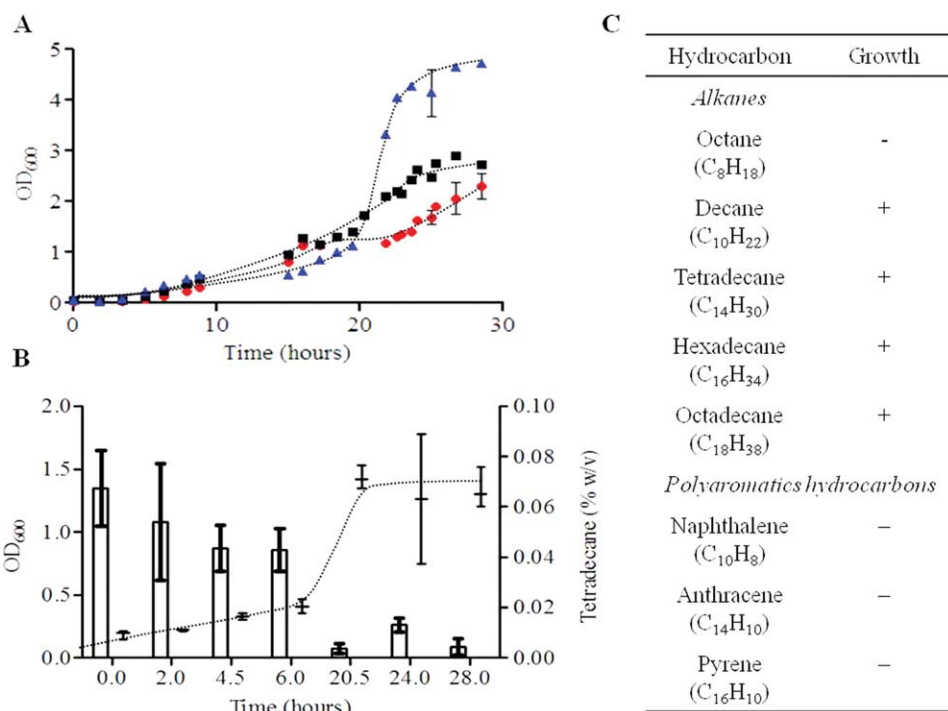 A
5
4
3
2
1
0
OD600
0 10 20 30
Time (hours)
B
2.0
1.5
1.0
0.5
0.0
OD600
0.10
0.08
0.06
0.04
0.02
0.00
Tetradecane (% w/v)
0.0 2.0 4.5 6.0 20.5 24.0 28.0
Time (hours)
C
Hydrocarbon Growth
Alkanes
Octane -
(C8H18)
Decane +
(C10H22)
Tetradecane +
(C14H30)
Hexadecane +
(C16H34)
Octadecane +
(C18H38)
Polyaromatics hydrocarbons
Naphthalene –
(C10H8)
Anthracene –
(C14H10)
Pyrene –
(C16H10)